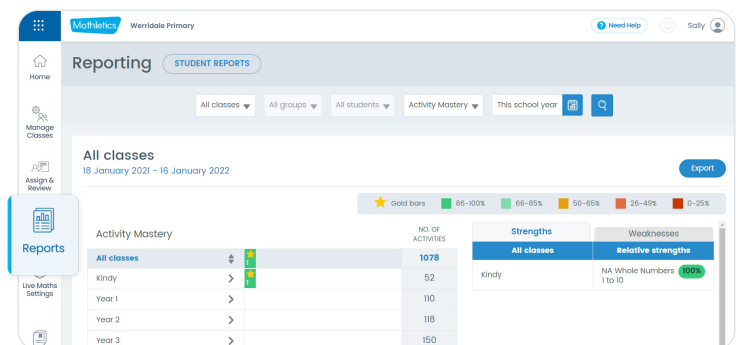 Mathletics
Werridale Primary
Need Help
Sally
Home
Manage
Classes
Assign &
Review
Reports
Live Maths
Settings
Reporting
STUDENT REPORTS
All classes
All groups
All students
Activity Mastery
This school year
All classes
18 January 2021 - 16 January 2022
Export
Gold bars
86-100%
66-85%
50-65%
26-49%
0-25%
Activity Mastery
NO. OF
ACTIVITIES
All classes
1
1078
Kindy
1
52
Year 1
110
Year 2
118
Year 3
150
Strengths
Weaknesses
All classes
Relative strengths
Kindy
NA Whole Numbers 100%
1 to 10